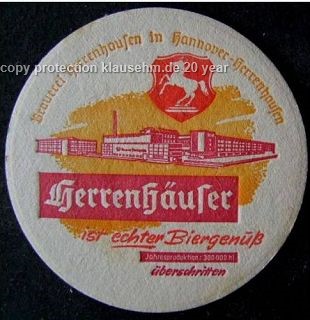 Brauerei Herrenhausen in Hannover-Herrenhausen
copy protection klausehm.de 20 year
Herrenhäuser
ist echter Biergenuß
Jahresproduktion: 300 000 hl
überschritten